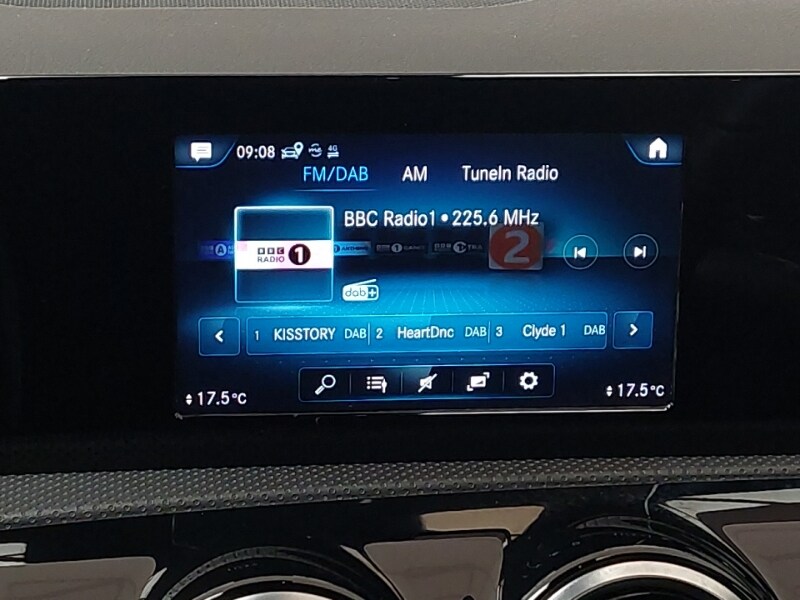 09:08 4G
FM/DAB AM TuneIn Radio
BBC Radio1 • 225.6 MHz
BBC RADIO 1
2
dab+
1 KISSTORY DAB 2 HeartDnc DAB 3 Clyde 1 DAB
17.5°C 17.5°C